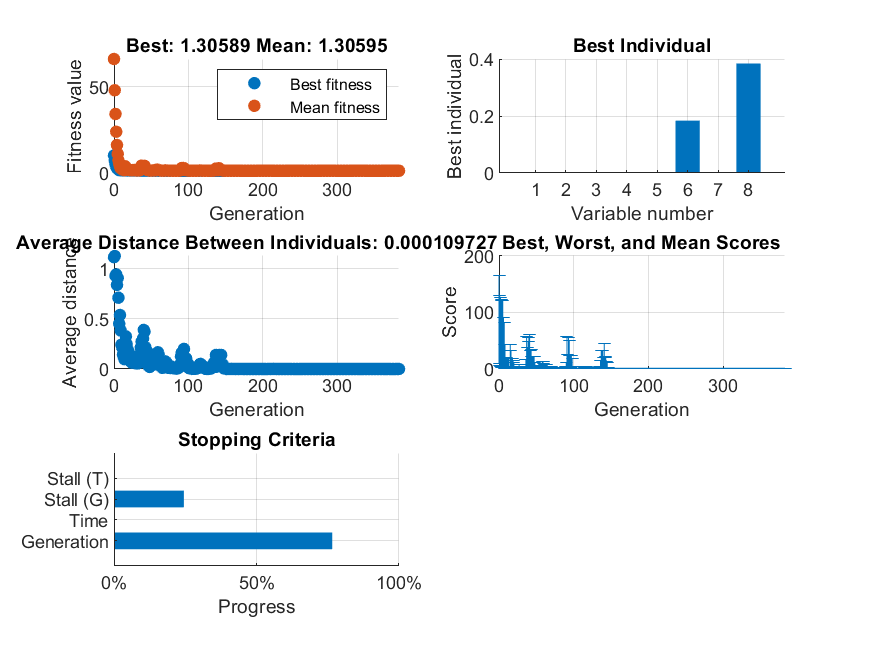 Best: 1.30589 Mean: 1.30595
Fitness value
50
0
Best fitness
Mean fitness
0 100 200 300
Generation
Best Individual
Best individual
0.4
0.2
0
1 2 3 4 5 6 7 8
Variable number
Average Distance Between Individuals: 0.000109727
Average distance
1
0.5
0
0 100 200 300
Generation
Best, Worst, and Mean Scores
Score
200
100
0
0 100 200 300
Generation
Stopping Criteria
Stall (T)
Stall (G)
Time
Generation
0% 50% 100%
Progress